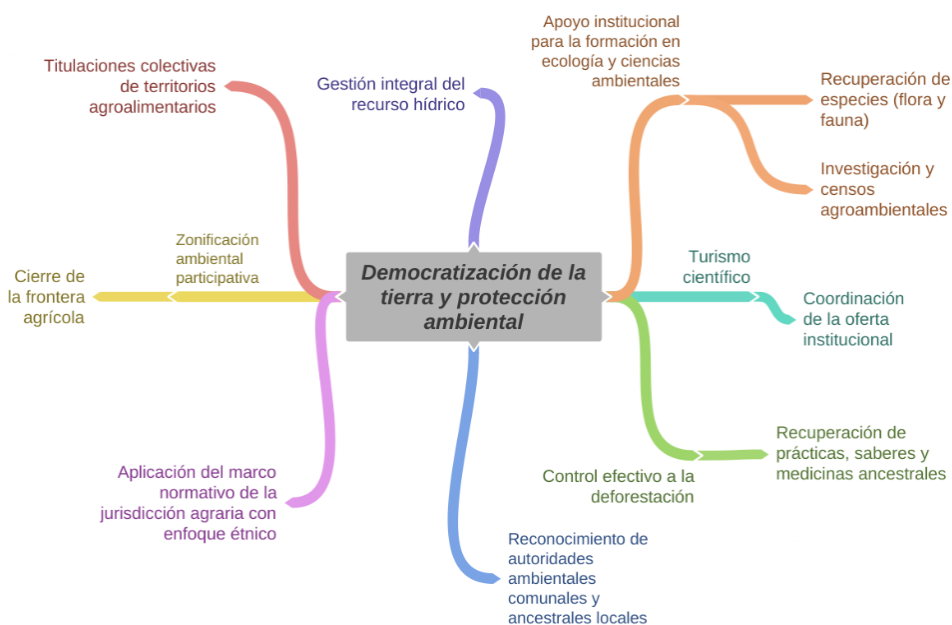 Apoyo institucional
para la formación en
ecología y ciencias
ambientales
Titulaciones colectivas
de territorios
agroalimentarios
Gestión integral del
recurso hídrico
Recuperación de
especies (flora y
fauna)
Investigación y
censos
agroambientales
Zonificación
ambiental
participativa
Cierre de
la frontera
agrícola
Democratización de la
tierra y protección
ambiental
Turismo
científico
Coordinación
de la oferta
institucional
Aplicación del marco
normativo de la
jurisdicción agraria con
enfoque étnico
Control efectivo a la
deforestación
Recuperación de
prácticas, saberes y
medicinas ancestrales
Reconocimiento de
autoridades
ambientales
comunales y
ancestrales locales